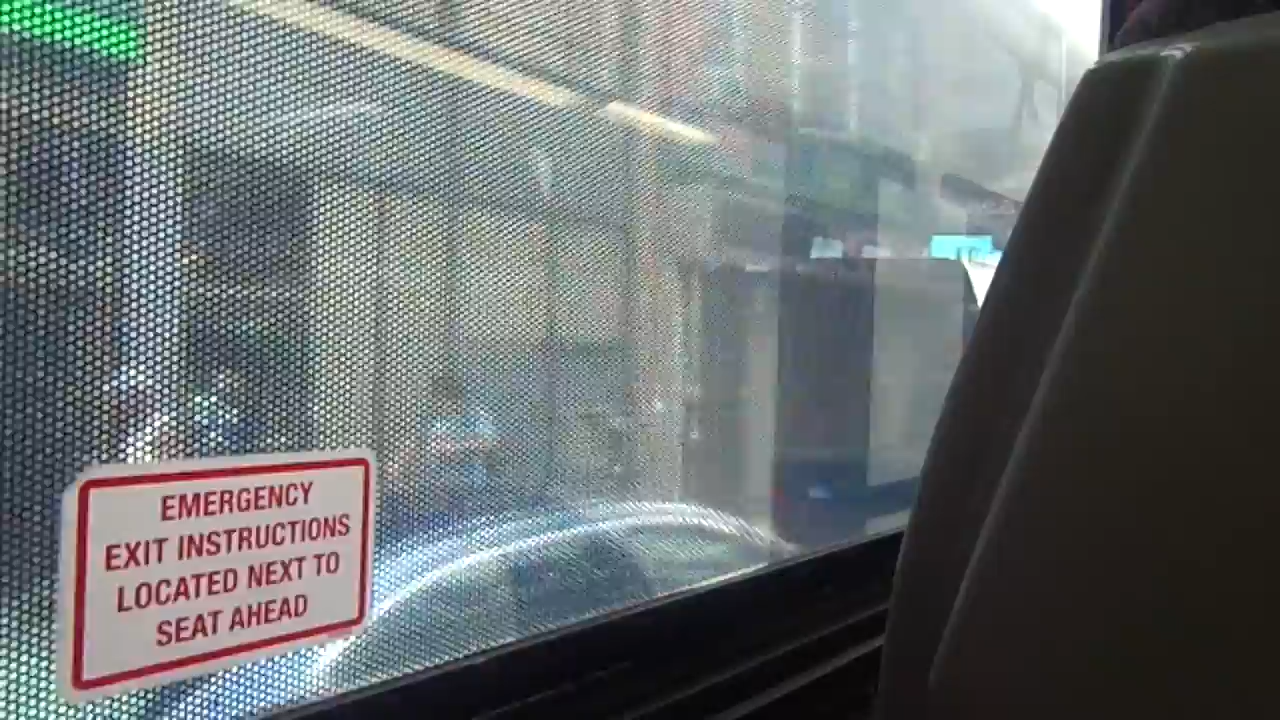 EMERGENCY
EXIT INSTRUCTIONS
LOCATED NEXT TO
SEAT AHEAD